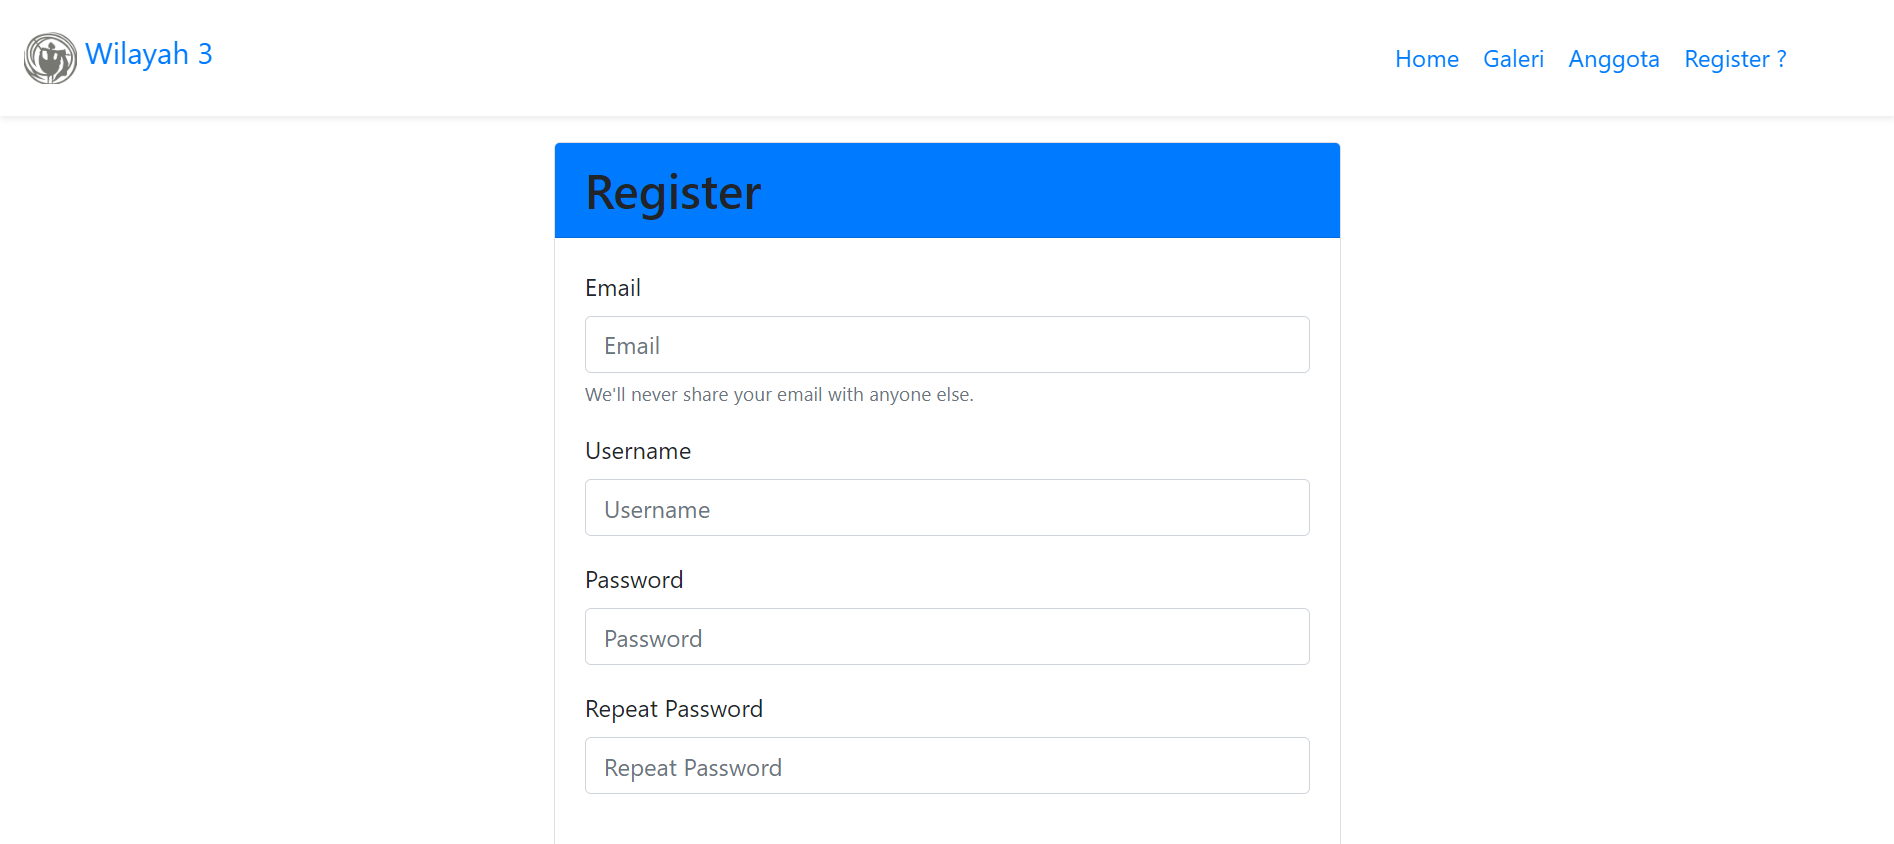 Wilayah 3
Home Galeri Anggota Register ?
Register
Email
Email
We'll never share your email with anyone else.
Username
Username
Password
Password
Repeat Password
Repeat Password